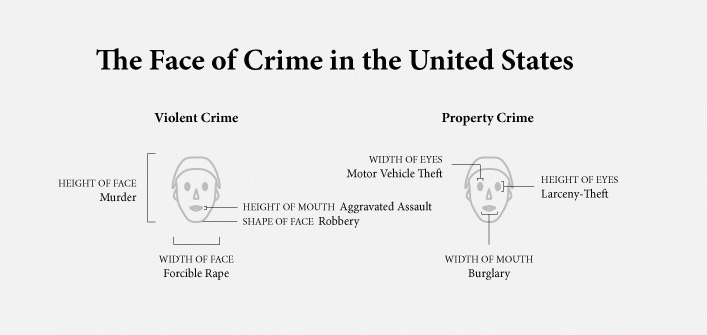 The Face of Crime in the United States
Violent Crime
Property Crime
HEIGHT OF FACE
Murder
HEIGHT OF MOUTH Aggravated Assault
SHAPE OF FACE Robbery
WIDTH OF FACE
Forcible Rape
WIDTH OF EYES
Motor Vehicle Theft
HEIGHT OF EYES
Larceny-Theft
WIDTH OF MOUTH
Burglary